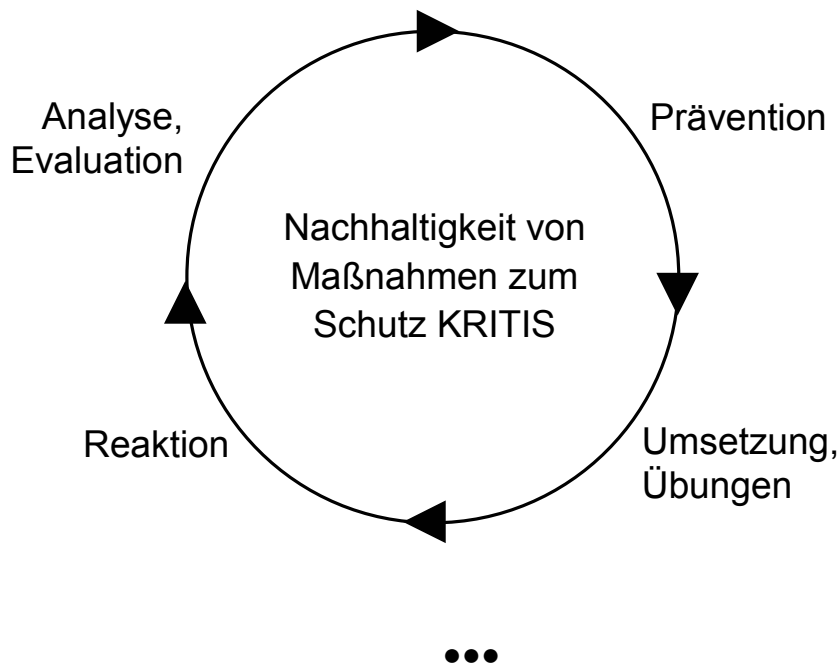 Analyse,
Evaluation
Prävention
Nachhaltigkeit von
Maßnahmen zum
Schutz KRITIS
Reaktion
Umsetzung,
Übungen
•••